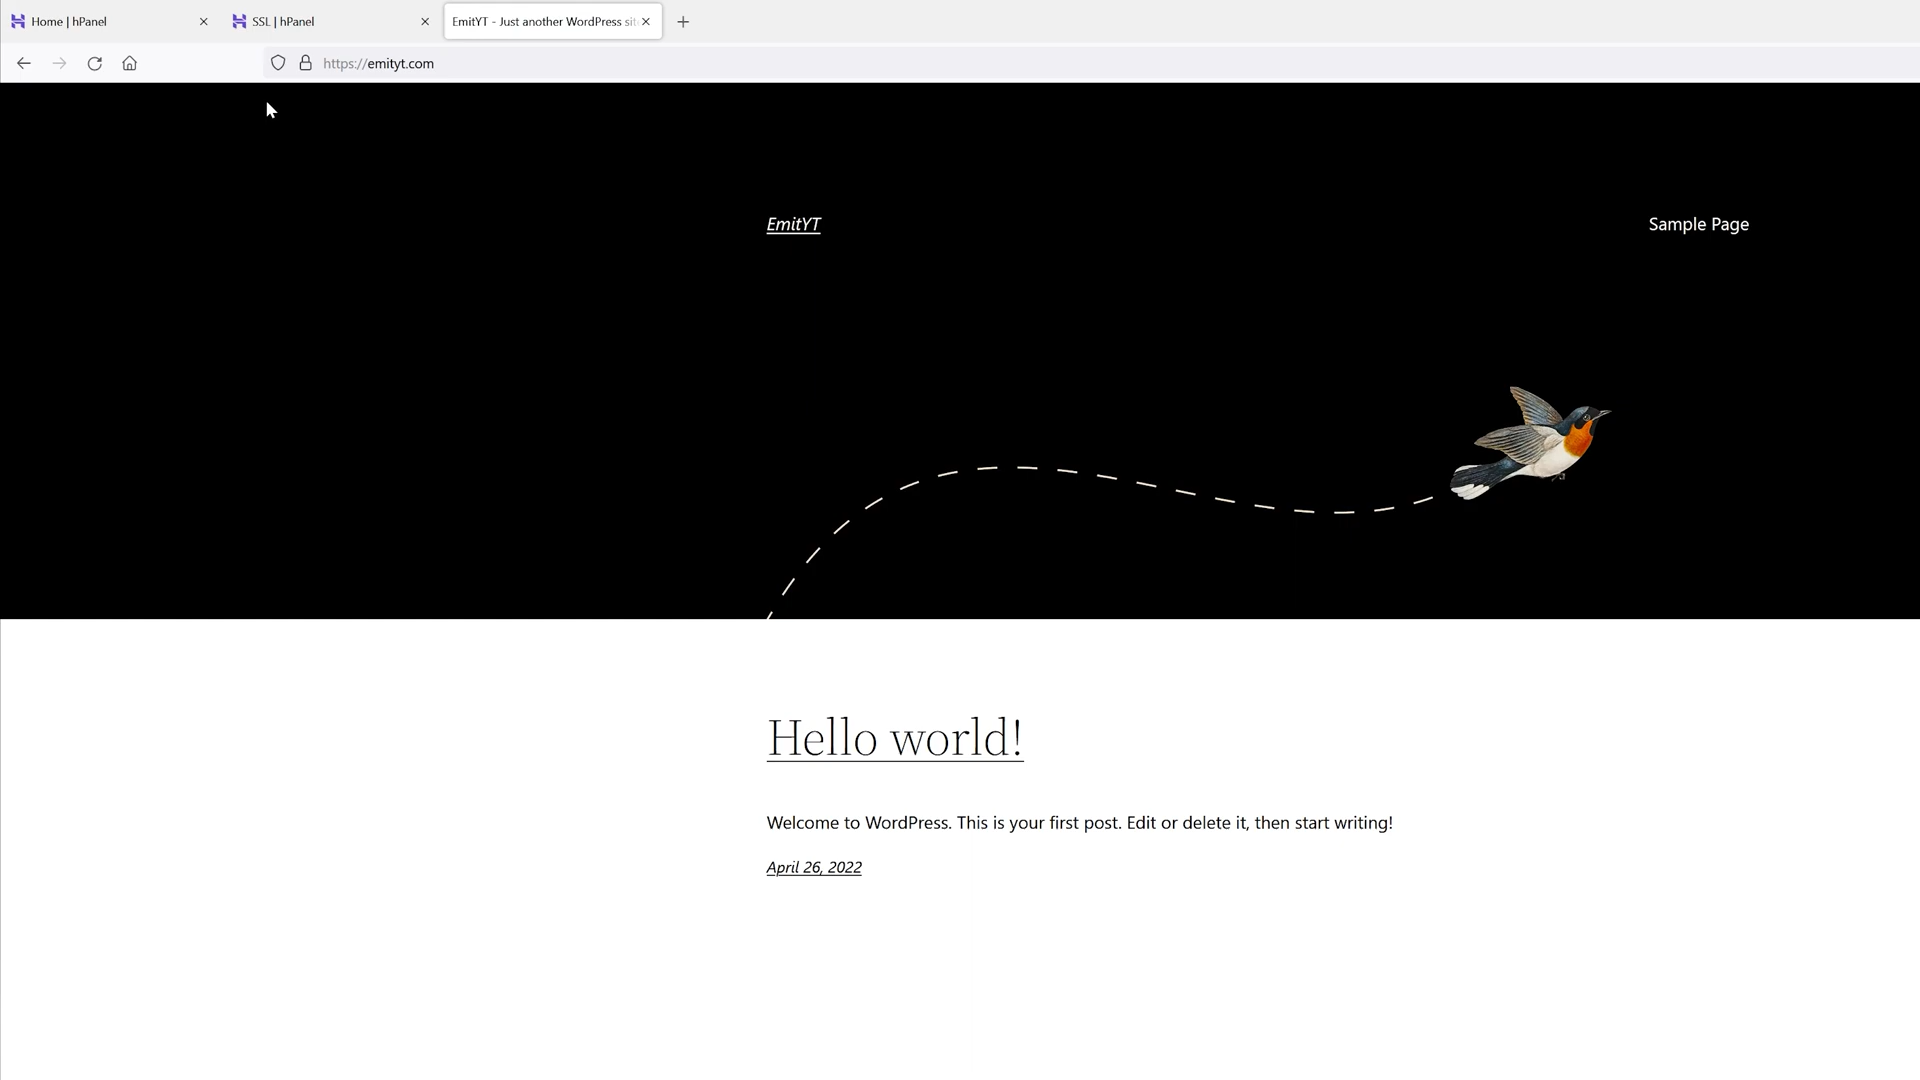 Home | hPanel
SSL | hPanel
EmitYT - Just another WordPress sit
https://emityt.com
EmitYT
Sample Page
Hello world!
Welcome to WordPress. This is your first post. Edit or delete it, then start writing!
April 26, 2022